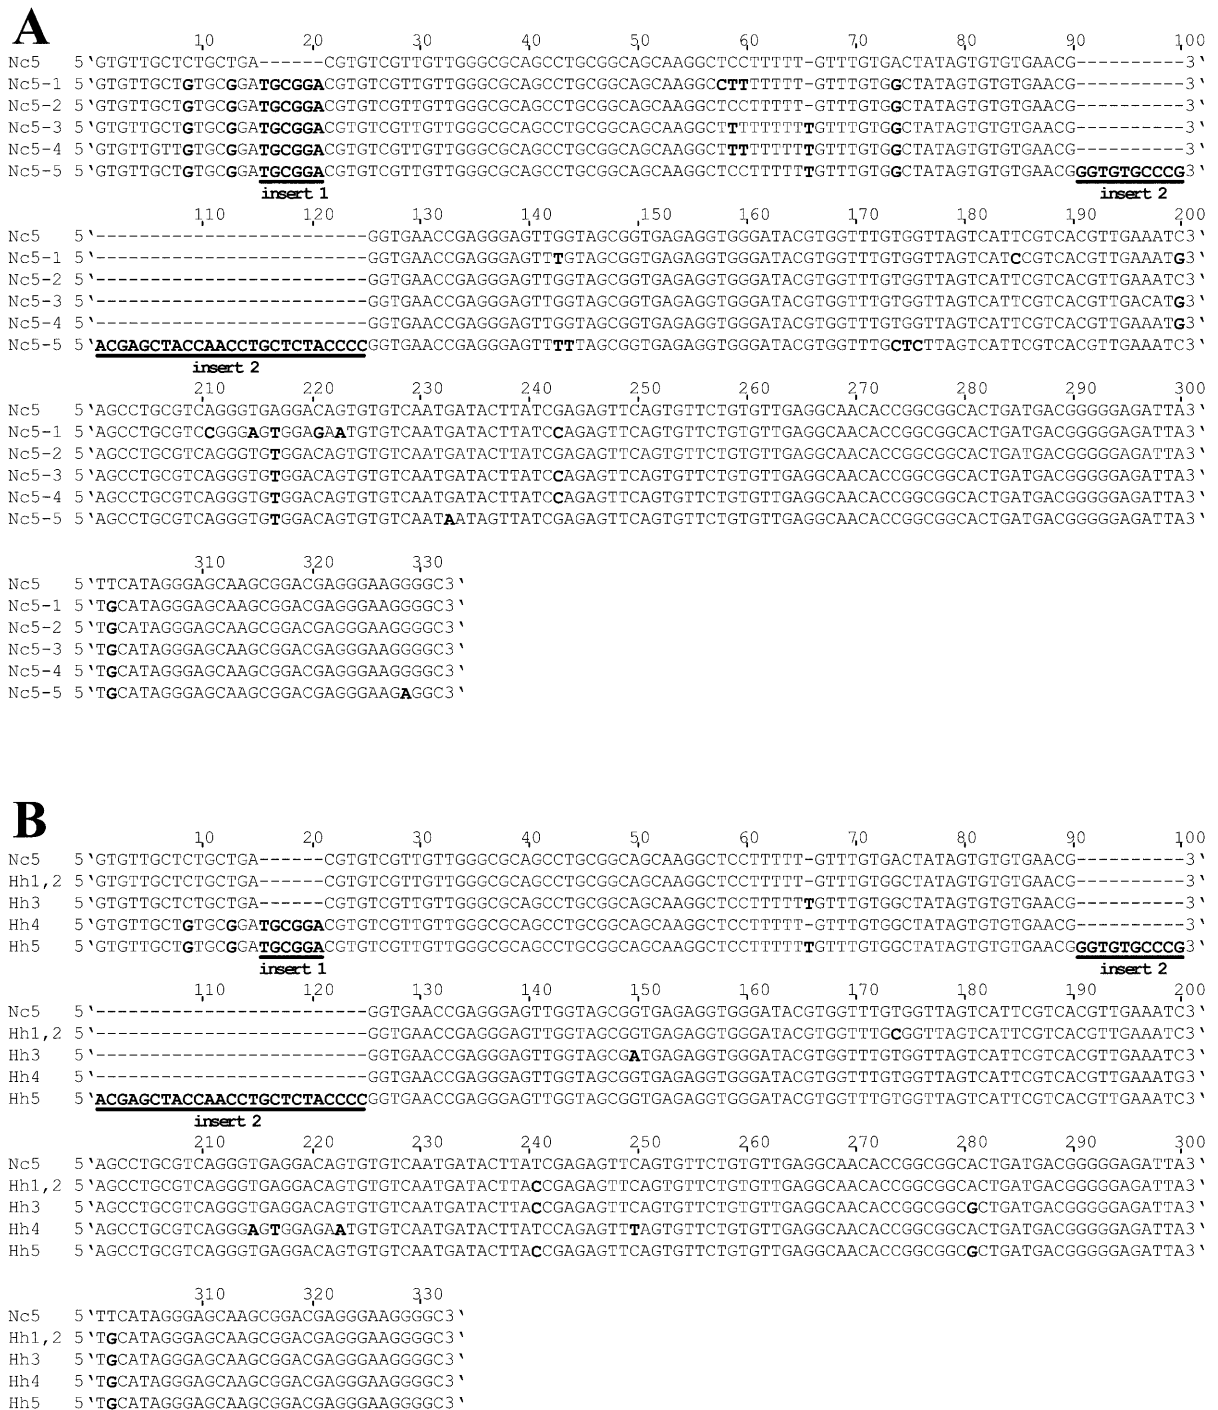 A
10 20 30 40 50 60 70 80 90 100
Nc5 5`GTGTTGCTCTGCTGA------CGTGTCGTTGTTGGGCGCAGCCTGCGGCAGCAAGGCTCCTTTTT-GTTTGTGACTATAGTGTGTGAACG----------3`
Nc5-1 5`GTGTTGCTGTGCGGATGCGGACGTGTCGTTGTTGGGCGCAGCCTGCGGCAGCAAGGCCTTTTTTT-GTTTGTGGCTATAGTGTGTGAACG----------3`
Nc5-2 5`GTGTTGCTGTGCGGATGCGGACGTGTCGTTGTTGGGCGCAGCCTGCGGCAGCAAGGCTCCTTTTT-GTTTGTGGCTATAGTGTGTGAACG----------3`
Nc5-3 5`GTGTTGCTGTGCGGATGCGGACGTGTCGTTGTTGGGCGCAGCCTGCGGCAGCAAGGCTTTTTTTTTGTTTGTGGCTATAGTGTGTGAACG----------3`
Nc5-4 5`GTGTTGTTGTGCGGATGCGGACGTGTCGTTGTTGGGCGCAGCCTGCGGCAGCAAGGCTTTTTTTTTGTTTGTGGCTATAGTGTGTGAACG----------3`
Nc5-5 5`GTGTTGCTGTGCGGATGCGGACGTGTCGTTGTTGGGCGCAGCCTGCGGCAGCAAGGCTCCTTTTTTGTTTGTGGCTATAGTGTGTGAACGGGTGTGCCCG3`
insert 1 insert 2
110 120 130 140 150 160 170 180 190 200
Nc5 5`-------------------------GGTGAACCGAGGGAGTTGGTAGCGGTGAGAGGTGGGATACGTGGTTTGTGGTTAGTCATTCGTCACGTTGAAATC3`
Nc5-1 5`-------------------------GGTGAACCGAGGGAGTTTGTAGCGGTGAGAGGTGGGATACGTGGTTTGTGGTTAGTCATCCGTCACGTTGAAATG3`
Nc5-2 5`-------------------------GGTGAACCGAGGGAGTTGGTAGCGGTGAGAGGTGGGATACGTGGTTTGTGGTTAGTCATTCGTCACGTTGAAATC3`
Nc5-3 5`-------------------------GGTGAACCGAGGGAGTTGGTAGCGGTGAGAGGTGGGATACGTGGTTTGTGGTTAGTCATTCGTCACGTTGACATG3`
Nc5-4 5`-------------------------GGTGAACCGAGGGAGTTGGTAGCGGTGAGAGGTGGGATACGTGGTTTGTGGTTAGTCATTCGTCACGTTGAAATG3`
Nc5-5 5`ACGAGCTACCAACCTGCTCTACCCCGGTGAACCGAGGGAGTTTTTAGCGGTGAGAGGTGGGATACGTGGTTTGCTCTTAGTCATTCGTCACGTTGAAATC3`
insert 2
210 220 230 240 250 260 270 280 290 300
Nc5 5`AGCCTGCGTCAGGGTGAGGACAGTGTGTCAATGATACTTATCGAGAGTTCAGTGTTCTGTGTTGAGGCAACACCGGCGGCACTGATGACGGGGGAGATTA3`
Nc5-1 5`AGCCTGCGTCCGGGAGTGGAGAATGTGTCAATGATACTTATCCAGAGTTCAGTGTTCTGTGTTGAGGCAACACCGGCGGCACTGATGACGGGGGAGATTA3`
Nc5-2 5`AGCCTGCGTCAGGGTGTGGACAGTGTGTCAATGATACTTATCGAGAGTTCAGTGTTCTGTGTTGAGGCAACACCGGCGGCACTGATGACGGGGGAGATTA3`
Nc5-3 5`AGCCTGCGTCAGGGTGTGGACAGTGTGTCAATGATACTTATCCAGAGTTCAGTGTTCTGTGTTGAGGCAACACCGGCGGCACTGATGACGGGGGAGATTA3`
Nc5-4 5`AGCCTGCGTCAGGGTGTGGACAGTGTGTCAATGATACTTATCCAGAGTTCAGTGTTCTGTGTTGAGGCAACACCGGCGGCACTGATGACGGGGGAGATTA3`
Nc5-5 5`AGCCTGCGTCAGGGTGTGGACAGTGTGTCAATAATAGTTATCGAGAGTTCAGTGTTCTGTGTTGAGGCAACACCGGCGGCACTGATGACGGGGGAGATTA3`
310 320 330
Nc5 5`TTCATAGGGAGCAAGCGGACGAGGGAAGGGGC3`
Nc5-1 5`TGCATAGGGAGCAAGCGGACGAGGGAAGGGGC3`
Nc5-2 5`TGCATAGGGAGCAAGCGGACGAGGGAAGGGGC3`
Nc5-3 5`TGCATAGGGAGCAAGCGGACGAGGGAAGGGGC3`
Nc5-4 5`TGCATAGGGAGCAAGCGGACGAGGGAAGGGGC3`
Nc5-5 5`TGCATAGGGAGCAAGCGGACGAGGGAAGAGGC3`
B
10 20 30 40 50 60 70 80 90 100
Nc5 5`GTGTTGCTCTGCTGA------CGTGTCGTTGTTGGGCGCAGCCTGCGGCAGCAAGGCTCCTTTTT-GTTTGTGACTATAGTGTGTGAACG----------3`
Hh1,2 5`GTGTTGCTCTGCTGA------CGTGTCGTTGTTGGGCGCAGCCTGCGGCAGCAAGGCTCCTTTTT-GTTTGTGGCTATAGTGTGTGAACG----------3`
Hh3 5`GTGTTGCTCTGCTGA------CGTGTCGTTGTTGGGCGCAGCCTGCGGCAGCAAGGCTCCTTTTTTGTTTGTGGCTATAGTGTGTGAACG----------3`
Hh4 5`GTGTTGCTGTGCGGATGCGGACGTGTCGTTGTTGGGCGCAGCCTGCGGCAGCAAGGCTCCTTTTT-GTTTGTGGCTATAGTGTGTGAACG----------3`
Hh5 5`GTGTTGCTGTGCGGATGCGGACGTGTCGTTGTTGGGCGCAGCCTGCGGCAGCAAGGCTCCTTTTTTGTTTGTGGCTATAGTGTGTGAACGGGTGTGCCCG3`
insert 1 insert 2
110 120 130 140 150 160 170 180 190 200
Nc5 5`-------------------------GGTGAACCGAGGGAGTTGGTAGCGGTGAGAGGTGGGATACGTGGTTTGTGGTTAGTCATTCGTCACGTTGAAATC3`
Hh1,2 5`-------------------------GGTGAACCGAGGGAGTTGGTAGCGGTGAGAGGTGGGATACGTGGTTTGCGGTTAGTCATTCGTCACGTTGAAATC3`
Hh3 5`-------------------------GGTGAACCGAGGGAGTTGGTAGCGATGAGAGGTGGGATACGTGGTTTGTGGTTAGTCATTCGTCACGTTGAAATC3`
Hh4 5`-------------------------GGTGAACCGAGGGAGTTGGTAGCGGTGAGAGGTGGGATACGTGGTTTGTGGTTAGTCATTCGTCACGTTGAAATG3`
Hh5 5`ACGAGCTACCAACCTGCTCTACCCCGGTGAACCGAGGGAGTTGGTAGCGGTGAGAGGTGGGATACGTGGTTTGTGGTTAGTCATTCGTCACGTTGAAATC3`
insert 2
210 220 230 240 250 260 270 280 290 300
Nc5 5`AGCCTGCGTCAGGGTGAGGACAGTGTGTCAATGATACTTATCGAGAGTTCAGTGTTCTGTGTTGAGGCAACACCGGCGGCACTGATGACGGGGGAGATTA3`
Hh1,2 5`AGCCTGCGTCAGGGTGAGGACAGTGTGTCAATGATACTTACCGAGAGTTCAGTGTTCTGTGTTGAGGCAACACCGGCGGCACTGATGACGGGGGAGATTA3`
Hh3 5`AGCCTGCGTCAGGGTGAGGACAGTGTGTCAATGATACTTACCGAGAGTTCAGTGTTCTGTGTTGAGGCAACACCGGCGGCGCTGATGACGGGGGAGATTA3`
Hh4 5`AGCCTGCGTCAGGGAGTGGAGAATGTGTCAATGATACTTATCCAGAGTTTAGTGTTCTGTGTTGAGGCAACACCGGCGGCACTGATGACGGGGGAGATTA3`
Hh5 5`AGCCTGCGTCAGGGTGAGGACAGTGTGTCAATGATACTTACCGAGAGTTCAGTGTTCTGTGTTGAGGCAACACCGGCGGCGCTGATGACGGGGGAGATTA3`
310 320 330
Nc5 5`TTCATAGGGAGCAAGCGGACGAGGGAAGGGGC3`
Hh1,2 5`TGCATAGGGAGCAAGCGGACGAGGGAAGGGGC3`
Hh3 5`TGCATAGGGAGCAAGCGGACGAGGGAAGGGGC3`
Hh4 5`TGCATAGGGAGCAAGCGGACGAGGGAAGGGGC3`
Hh5 5`TGCATAGGGAGCAAGCGGACGAGGGAAGGGGC3`